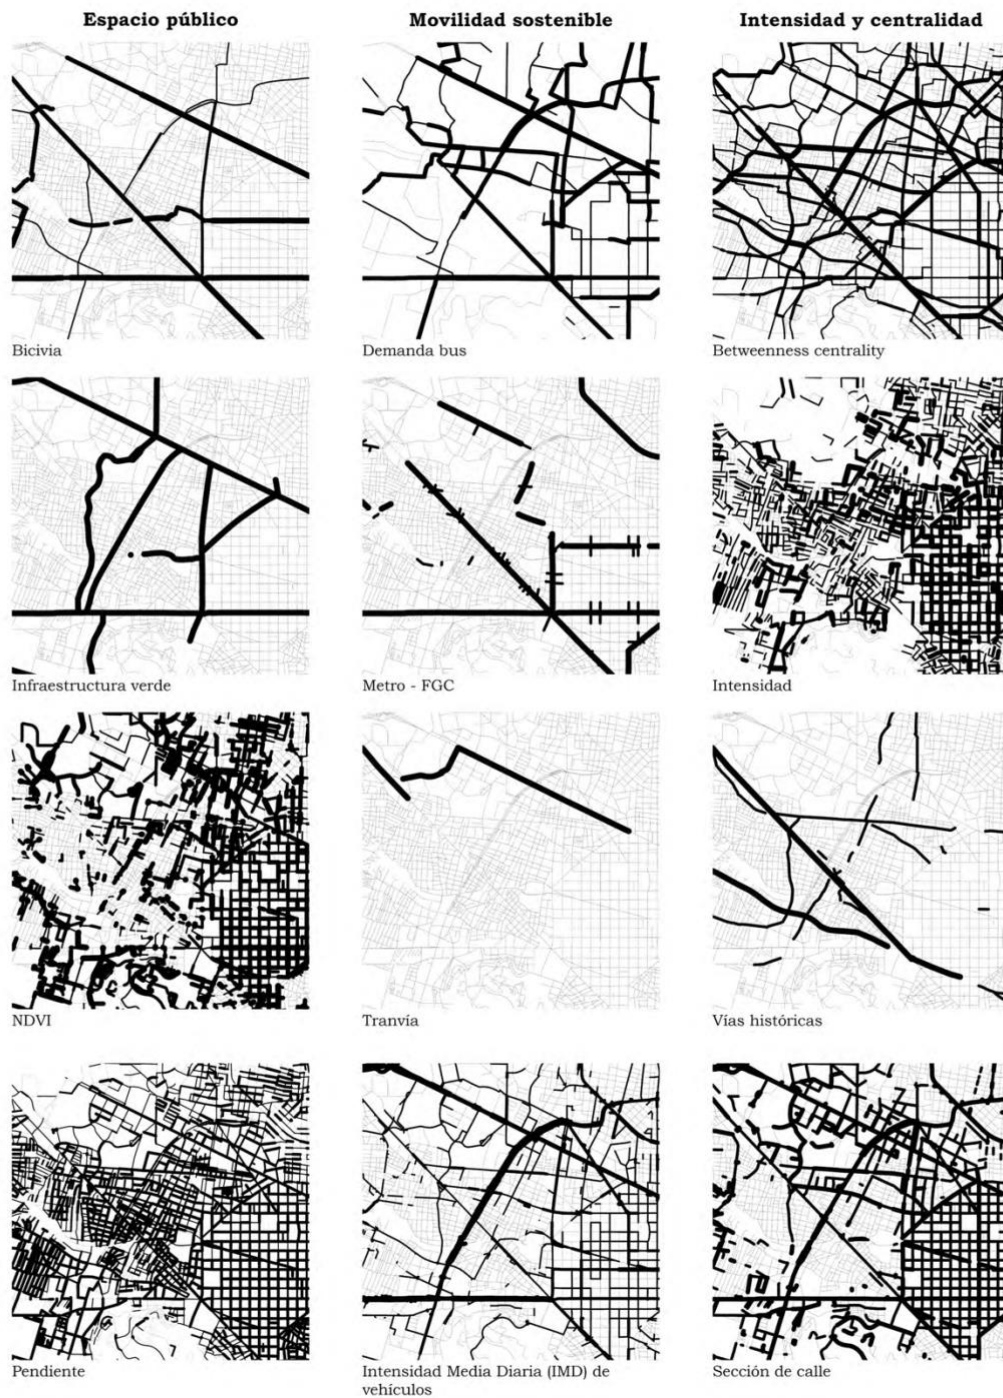 Espacio público
Movilidad sostenible
Intensidad y centralidad
Bicivia
Demanda bus
Betweenness centrality
Infraestructura verde
Metro - FGC
Intensidad
NDVI
Tranvía
Vías históricas
Pendiente
Intensidad Media Diaria (IMD) de
vehículos
Sección de calle